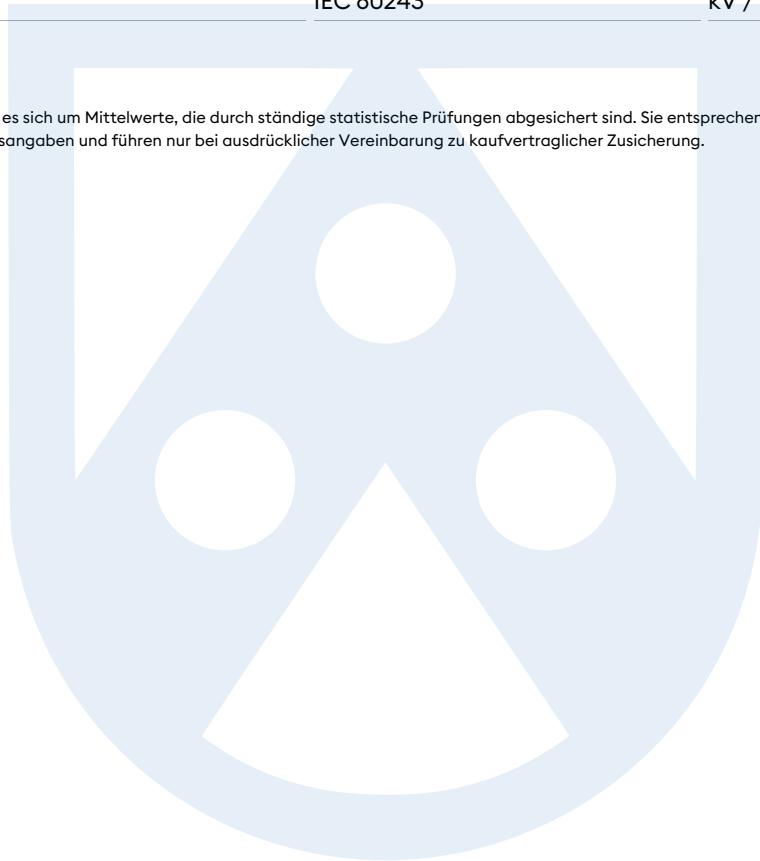 IEC 60243 kV /
es sich um Mittelwerte, die durch ständige statistische Prüfungen abgesichert sind. Sie entsprechen
sangaben und führen nur bei ausdrücklicher Vereinbarung zu kaufvertraglicher Zusicherung.